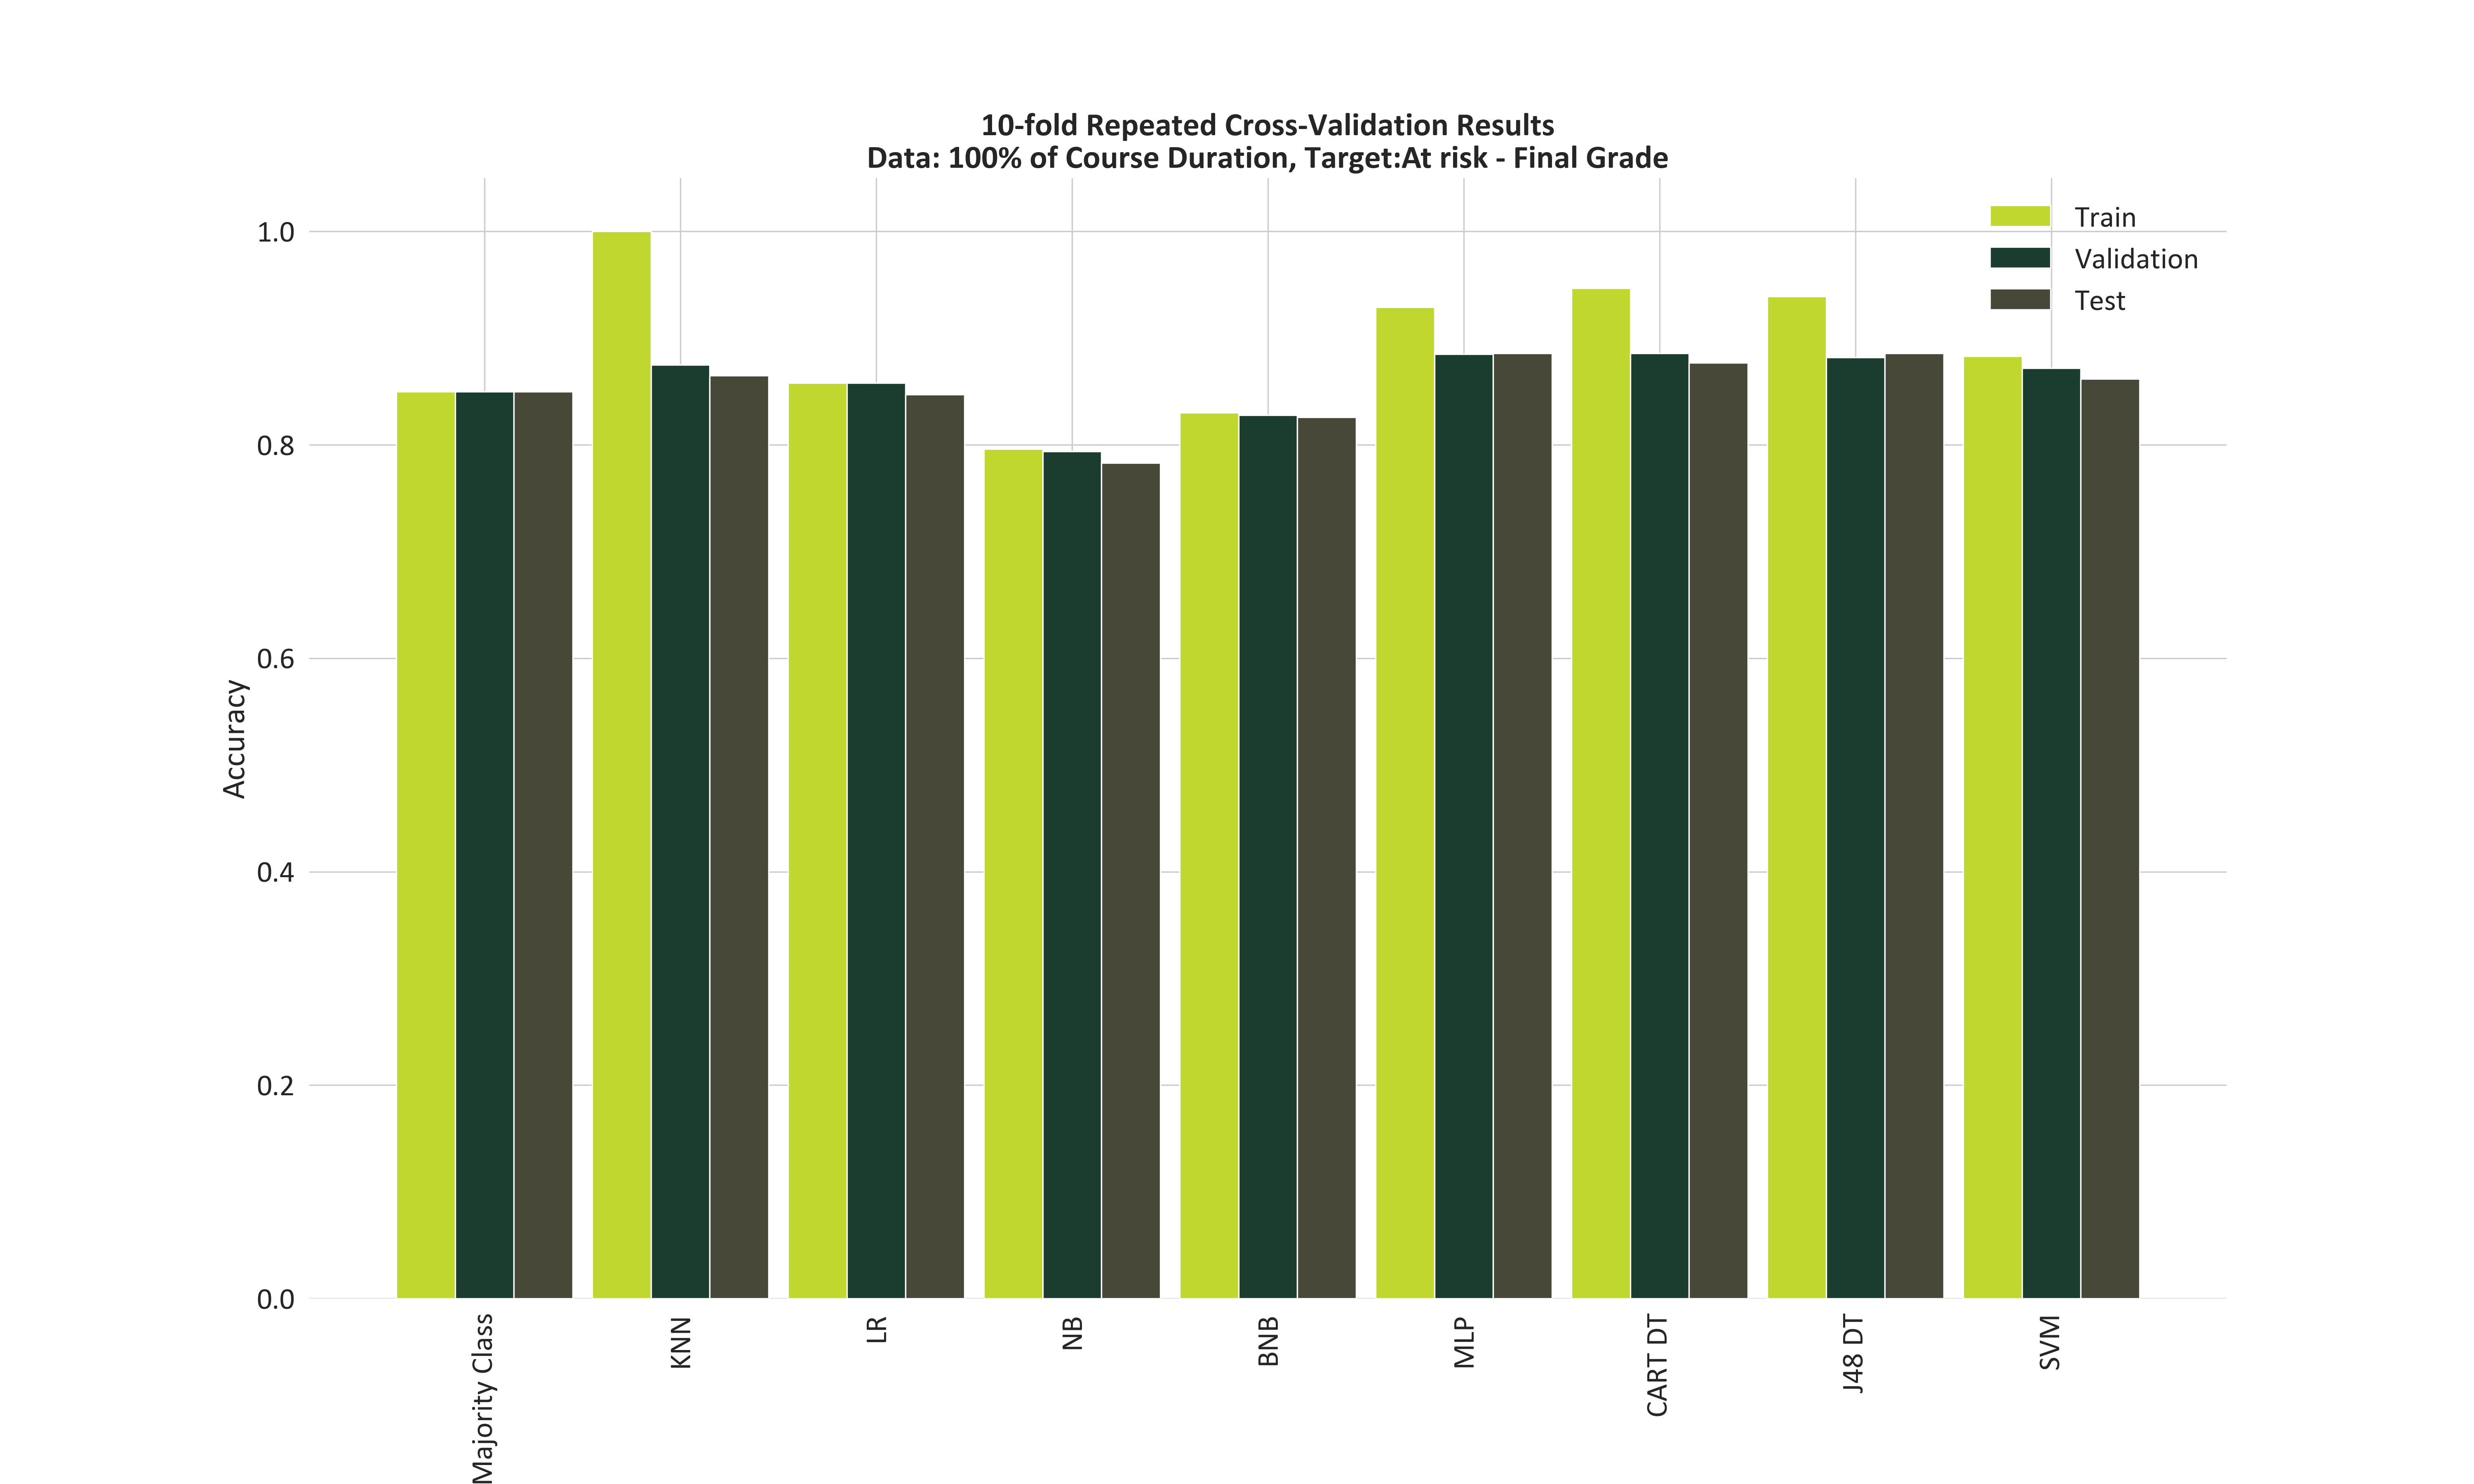 10-fold Repeated Cross-Validation Results
Data: 100% of Course Duration, Target:At risk - Final Grade
Train
Validation
Test
Accuracy
1.0
0.8
0.6
0.4
0.2
0.0
Majority Class
KNN
LR
NB
BNB
MLP
CART DT
J48 DT
SVM